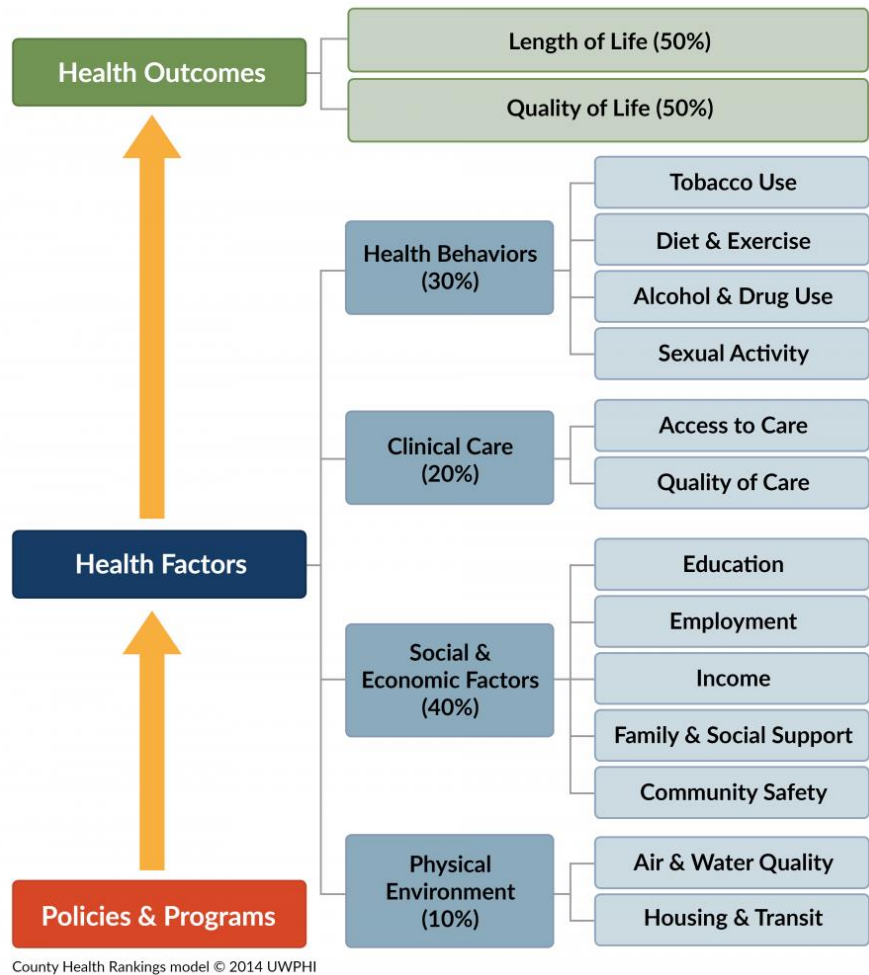 Health Outcomes
Length of Life (50%)
Quality of Life (50%)
Health Behaviors
(30%)
Tobacco Use
Diet & Exercise
Alcohol & Drug Use
Sexual Activity
Clinical Care
(20%)
Access to Care
Quality of Care
Health Factors
Social &
Economic Factors
(40%)
Education
Employment
Income
Family & Social Support
Community Safety
Physical
Environment
(10%)
Air & Water Quality
Housing & Transit
Policies & Programs
County Health Rankings model © 2014 UWPHI